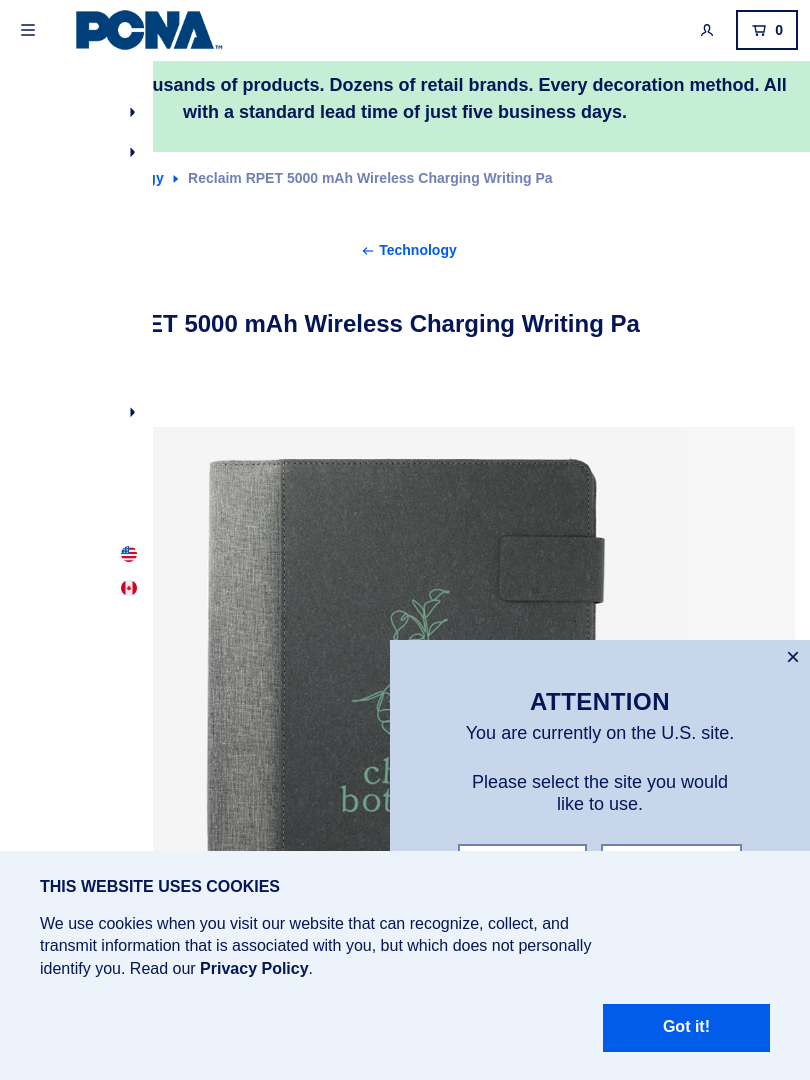 PCNA™
0
usands of products. Dozens of retail brands. Every decoration method. All
with a standard lead time of just five business days.
Reclaim RPET 5000 mAh Wireless Charging Writing Pa
Technology
ET 5000 mAh Wireless Charging Writing Pa
ATTENTION
You are currently on the U.S. site.
Please select the site you would
like to use.
THIS WEBSITE USES COOKIES
We use cookies when you visit our website that can recognize, collect, and
transmit information that is associated with you, but which does not personally
identify you. Read our Privacy Policy.
Got it!